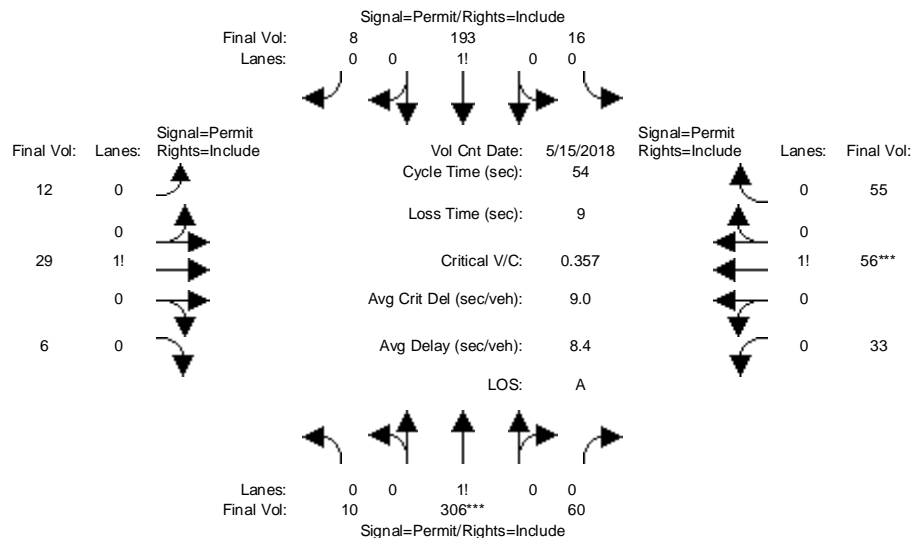 Signal=Permit/Rights=Include
Final Vol: 8 193 16
Lanes: 0 0 1! 0 0
Signal=Permit
Final Vol: Lanes: Rights=Include
Vol Cnt Date: 5/15/2018
Signal=Permit
Rights=Include Lanes: Final Vol:
Cycle Time (sec): 54
12 0
0 55
Loss Time (sec): 9
0
0
29 1!
Critical V/C: 0.357
1! 56***
0
Avg Crit Del (sec/veh): 9.0
0
6 0
Avg Delay (sec/veh): 8.4
0 33
LOS: A
Lanes: 0 0 1! 0 0
Final Vol: 10 306*** 60
Signal=Permit/Rights=Include